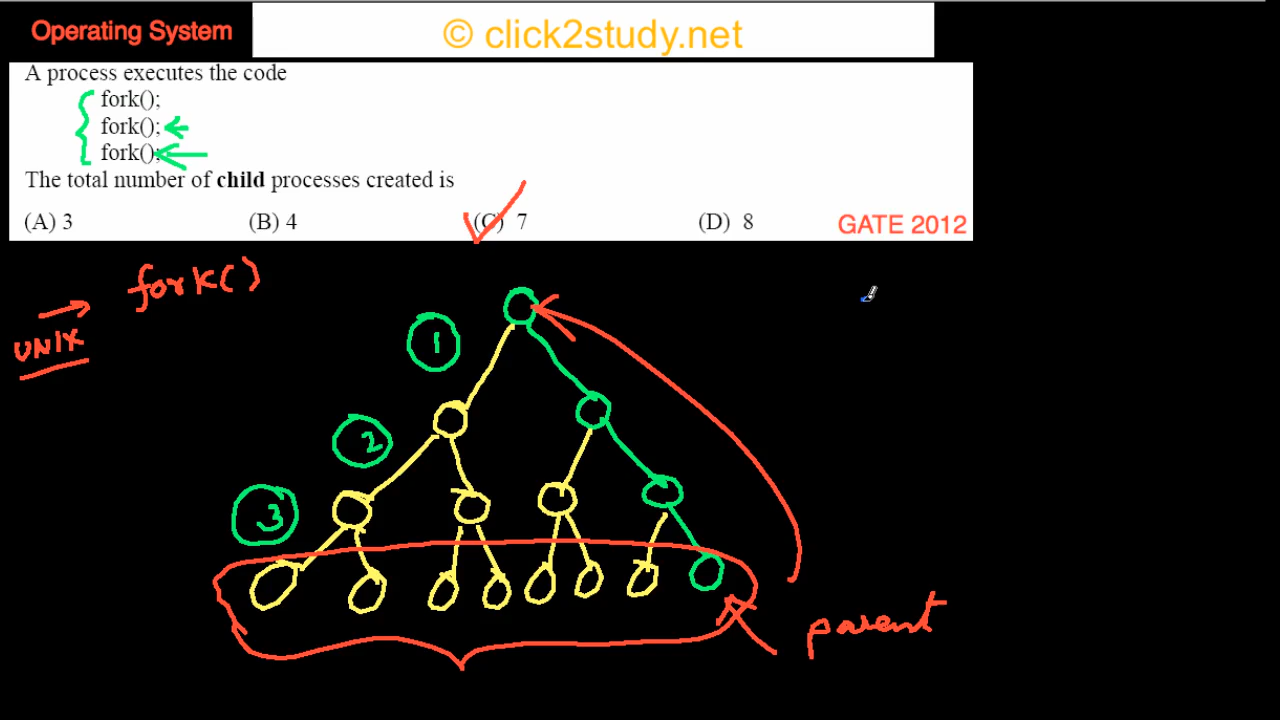 Operating System
© click2study.net
A process executes the code
fork();
fork();
fork();
The total number of child processes created is
(A) 3 (B) 4 (C) 7 (D) 8
GATE 2012
fork()
UNIX
1
2
3
parent